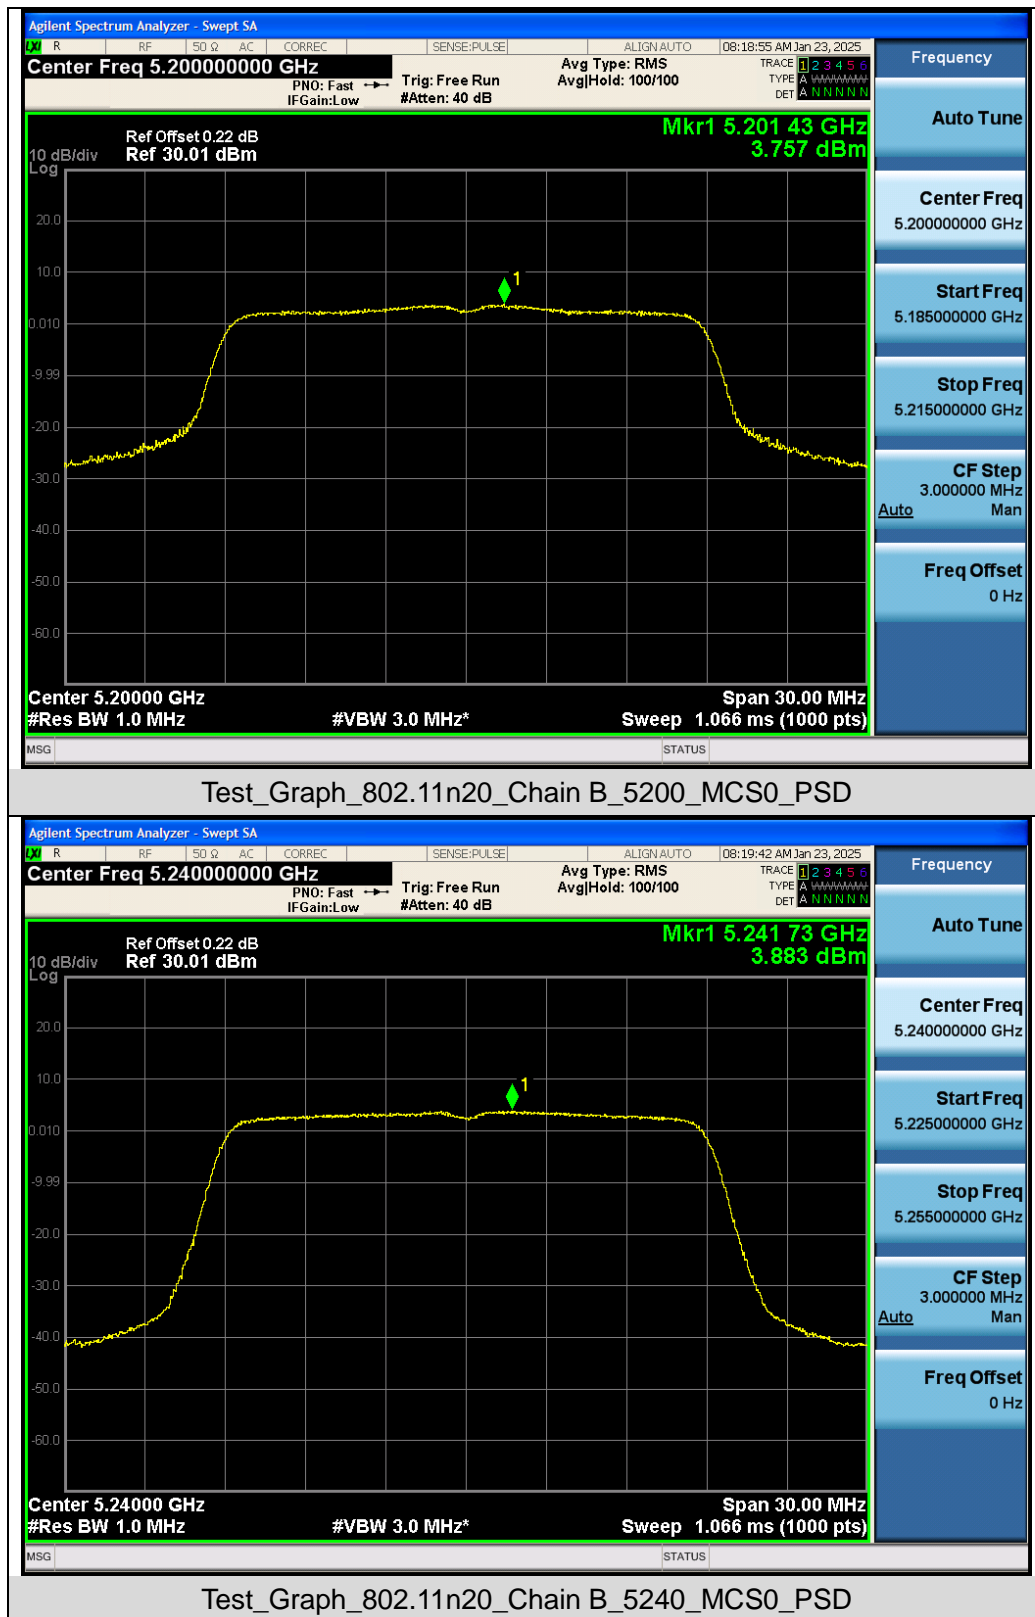 Agilent Spectrum Analyzer - Swept SA
LXI R RF 50 Ω AC CORREC SENSE:PULSE ALIGN AUTO 08:18:55 AM Jan 23, 2025
Center Freq 5.200000000 GHz
PNO: Fast
IFGain:Low
Trig: Free Run
#Atten: 40 dB
Avg Type: RMS
Avg|Hold: 100/100
TRACE 1 2 3 4 5 6
TYPE A WWWWW
DET A N N N N N
Frequency
Auto Tune
Center Freq
5.200000000 GHz
Start Freq
5.185000000 GHz
Stop Freq
5.215000000 GHz
CF Step
3.000000 MHz
Auto Man
Freq Offset
0 Hz
Mkr1 5.201 43 GHz
3.757 dBm
Ref Offset 0.22 dB
10 dB/div Ref 30.01 dBm
Log
20.0
10.0
1
0.010
-9.99
-20.0
-30.0
-40.0
-50.0
-60.0
Center 5.20000 GHz Span 30.00 MHz
#Res BW 1.0 MHz #VBW 3.0 MHz* Sweep 1.066 ms (1000 pts)
MSG STATUS
Test_Graph_802.11n20_Chain B_5200_MCS0_PSD
Agilent Spectrum Analyzer - Swept SA
LXI R RF 50 Ω AC CORREC SENSE:PULSE ALIGN AUTO 08:19:42 AM Jan 23, 2025
Center Freq 5.240000000 GHz
PNO: Fast
IFGain:Low
Trig: Free Run
#Atten: 40 dB
Avg Type: RMS
Avg|Hold: 100/100
TRACE 1 2 3 4 5 6
TYPE A WWWWW
DET A N N N N N
Frequency
Auto Tune
Center Freq
5.240000000 GHz
Start Freq
5.225000000 GHz
Stop Freq
5.255000000 GHz
CF Step
3.000000 MHz
Auto Man
Freq Offset
0 Hz
Mkr1 5.241 73 GHz
3.883 dBm
Ref Offset 0.22 dB
10 dB/div Ref 30.01 dBm
Log
20.0
10.0
1
0.010
-9.99
-20.0
-30.0
-40.0
-50.0
-60.0
Center 5.24000 GHz Span 30.00 MHz
#Res BW 1.0 MHz #VBW 3.0 MHz* Sweep 1.066 ms (1000 pts)
MSG STATUS
Test_Graph_802.11n20_Chain B_5240_MCS0_PSD